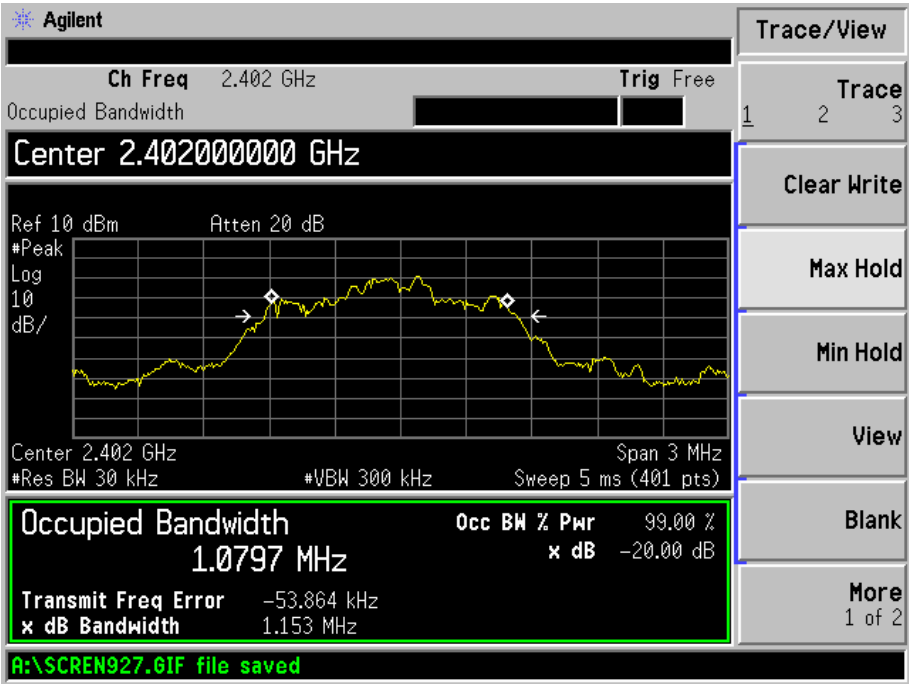 Agilent
Trace/View
Ch Freq 2.402 GHz Trig Free
Occupied Bandwidth
Center 2.402000000 GHz
Ref 10 dBm Atten 20 dB
#Peak
Log
10
dB/
Center 2.402 GHz Span 3 MHz
#Res BW 30 kHz #VBW 300 kHz Sweep 5 ms (401 pts)
Occupied Bandwidth Occ BW % Pwr 99.00 %
1.0797 MHz x dB -20.00 dB
Transmit Freq Error -53.864 kHz
x dB Bandwidth 1.153 MHz
A:\SCREN927.GIF file saved
Trace
1 2 3
Clear Write
Max Hold
Min Hold
View
Blank
More
1 of 2